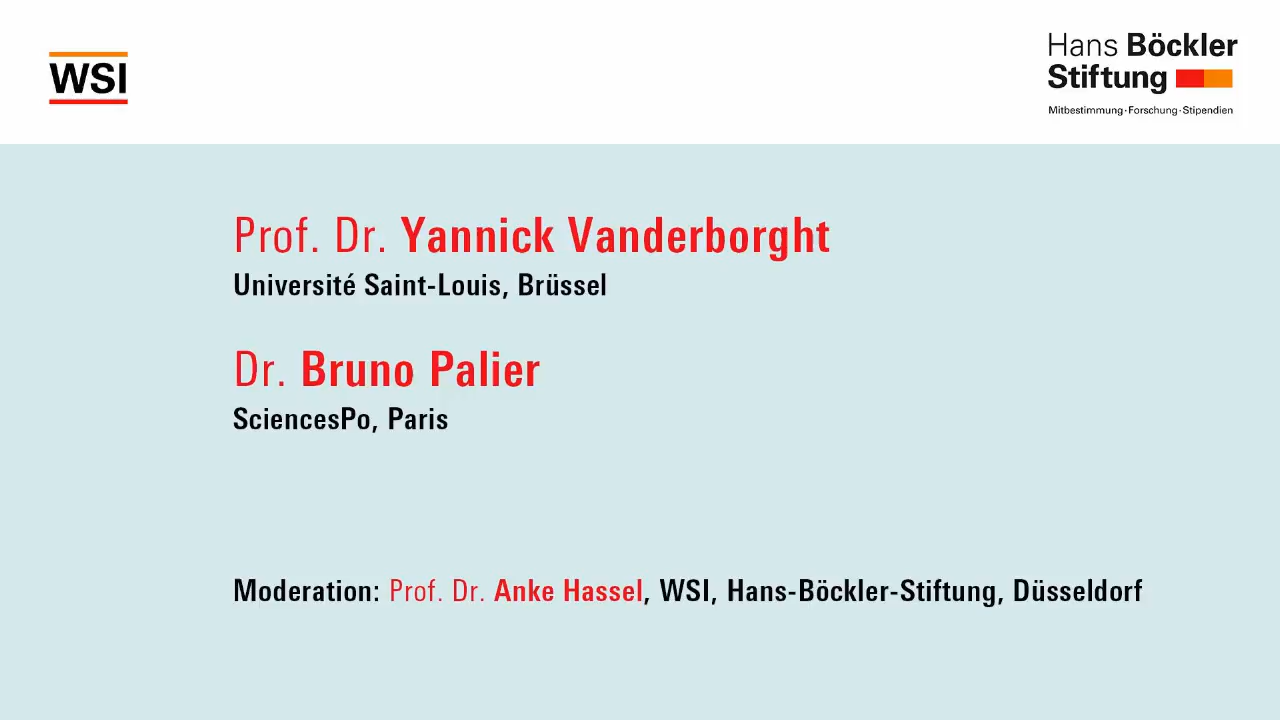 WSI
Hans Böckler
Stiftung
Mitbestimmung·Forschung·Stipendien
Prof. Dr. Yannick Vanderborght
Université Saint-Louis, Brüssel
Dr. Bruno Palier
SciencesPo, Paris
Moderation: Prof. Dr. Anke Hassel, WSI, Hans-Böckler-Stiftung, Düsseldorf